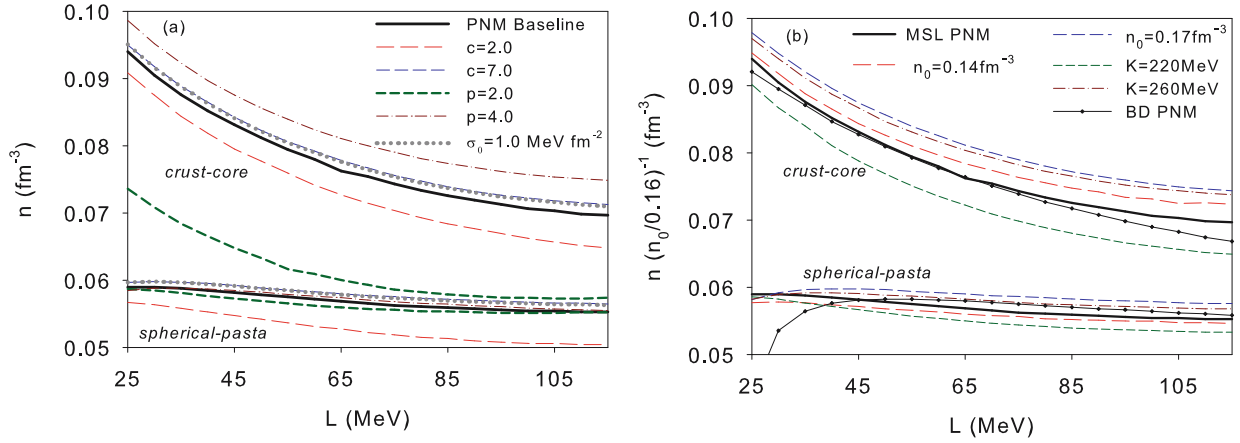 (a)
PNM Baseline
c=2.0
c=7.0
p=2.0
p=4.0
σ₀=1.0 MeV fm⁻²
crust-core
spherical-pasta
n (fm⁻³)
0.10
0.09
0.08
0.07
0.06
0.05
25 45 65 85 105
L (MeV)
(b)
MSL PNM
n₀=0.14fm⁻³
n₀=0.17fm⁻³
K=220MeV
K=260MeV
BD PNM
crust-core
spherical-pasta
n (n₀/0.16)⁻¹ (fm⁻³)
0.10
0.09
0.08
0.07
0.06
0.05
25 45 65 85 105
L (MeV)